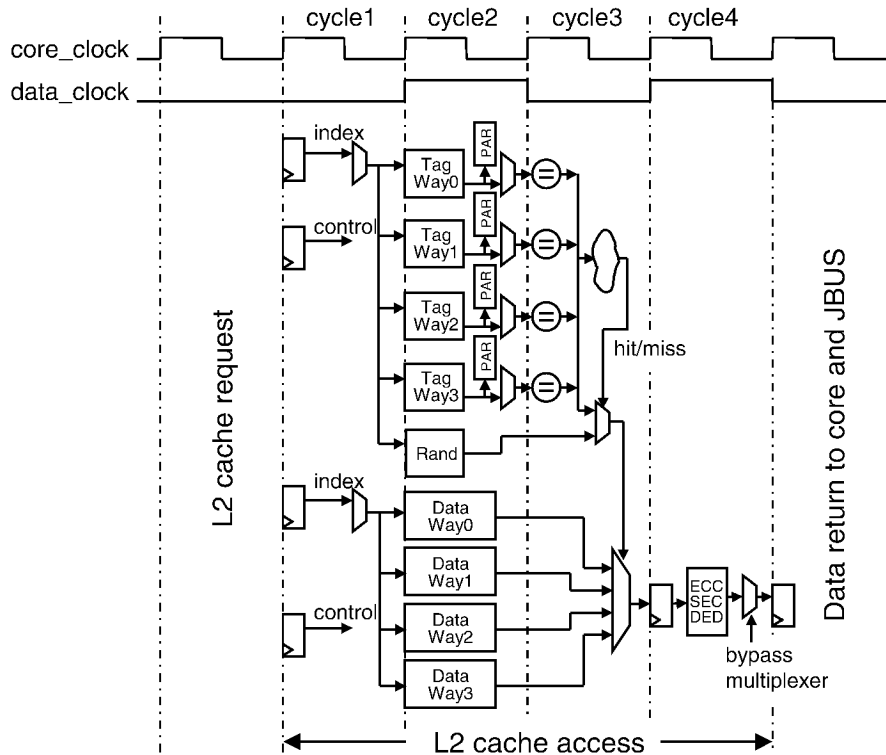 cycle1 cycle2 cycle3 cycle4
core_clock
data_clock
index
Tag
Way0
PAR
=
control
Tag
Way1
PAR
=
Tag
Way2
PAR
=
hit/miss
Tag
Way3
PAR
=
Rand
L2 cache request
Data return to core and JBUS
index
Data
Way0
Data
Way1
control
Data
Way2
Data
Way3
ECC
SEC
DED
bypass
multiplexer
L2 cache access